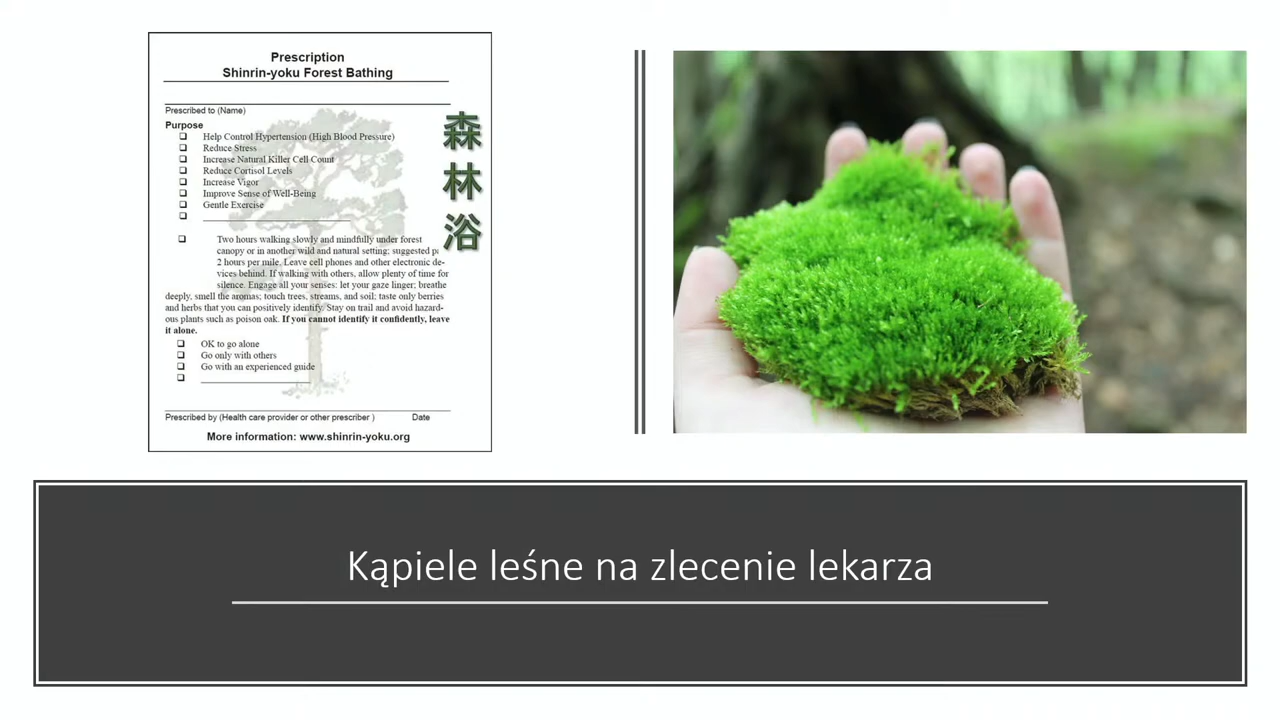 Prescription
Shinrin-yoku Forest Bathing
Prescribed to (Name)
Purpose
Help Control Hypertension (High Blood Pressure)
Reduce Stress
Increase Natural Killer Cell Count
Reduce Cortisol Levels
Increase Vigor
Improve Sense of Well-Being
Gentle Exercise
森
林
浴
Two hours walking slowly and mindfully under forest
canopy or in another wild and natural setting; suggested
2 hours per mile. Leave cell phones and other electronic de-
vices behind. If walking with others, allow plenty of time for
silence. Engage all your senses: let your gaze linger; breathe
deeply, smell the aromas; touch trees, streams, and soil; taste only berries
and herbs that you can positively identify. Stay on trail and avoid hazard-
ous plants such as poison oak. If you cannot identify it confidently, leave
it alone.
OK to go alone
Go only with others
Go with an experienced guide
Prescribed by (Health care provider or other prescriber ) Date
More information: www.shinrin-yoku.org
Kąpiele leśne na zlecenie lekarza